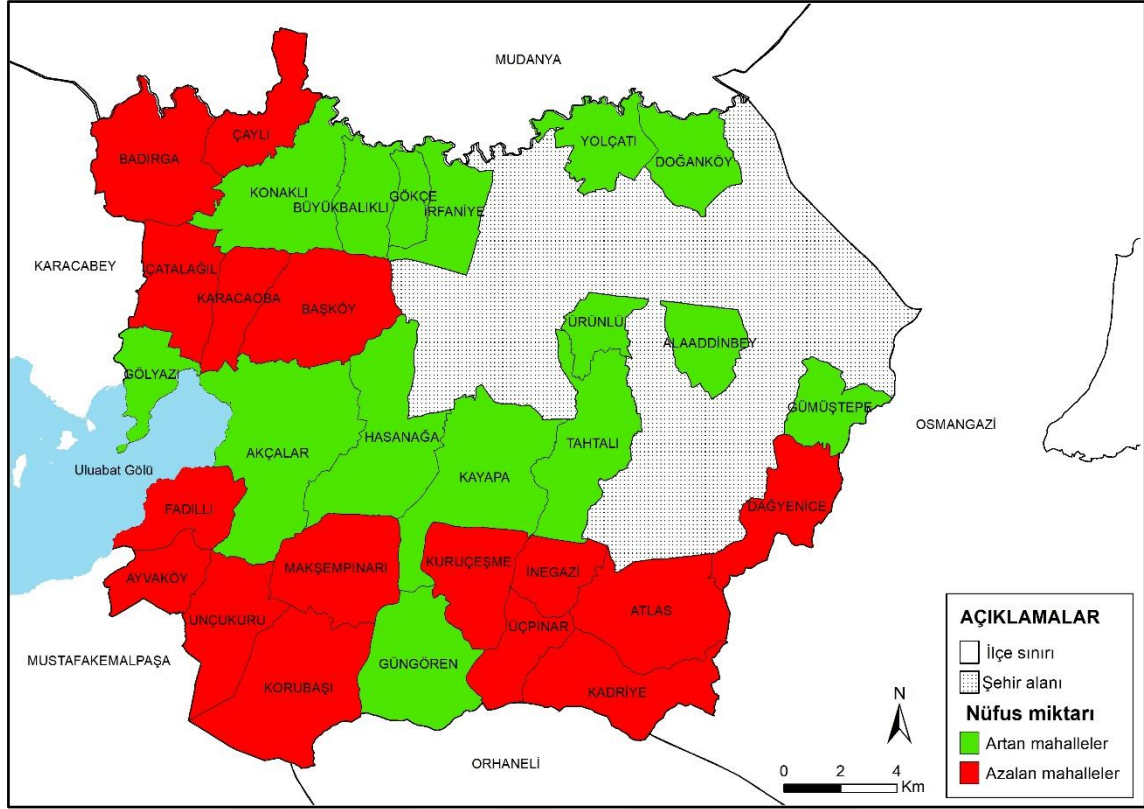 MUDANYA
ÇAYLI
BADIRGA
YOLÇATI
DOĞANKÖY
KONAKLI
GÖKÇE
BÜYÜKBALIKLI
İRFANİYE
KARACABEY
ÇATALAĞIL
KARACAOBA
BAŞKÖY
ÜRÜNLÜ
ALAADDİNBEY
GÖLYAZI
GÜMÜŞTEPE
OSMANGAZİ
HASANAĞA
TAHTALI
AKÇALAR
KAYAPA
Uluabat Gölü
FADILLI
DAĞYENİCE
KURUÇEŞME
MAKŞEMPINARI
İNEGAZİ
AYVAKÖY
UNÇUKURU
ATLAS
ÜÇPINAR
MUSTAFAKEMALPAŞA
GÜNGÖREN
KORUBAŞI
KADRİYE
ORHANELİ
AÇIKLAMALAR
İlçe sınırı
Şehir alanı
Nüfus miktarı
Artan mahalleler
Azalan mahalleler
N
0 2 4
Km